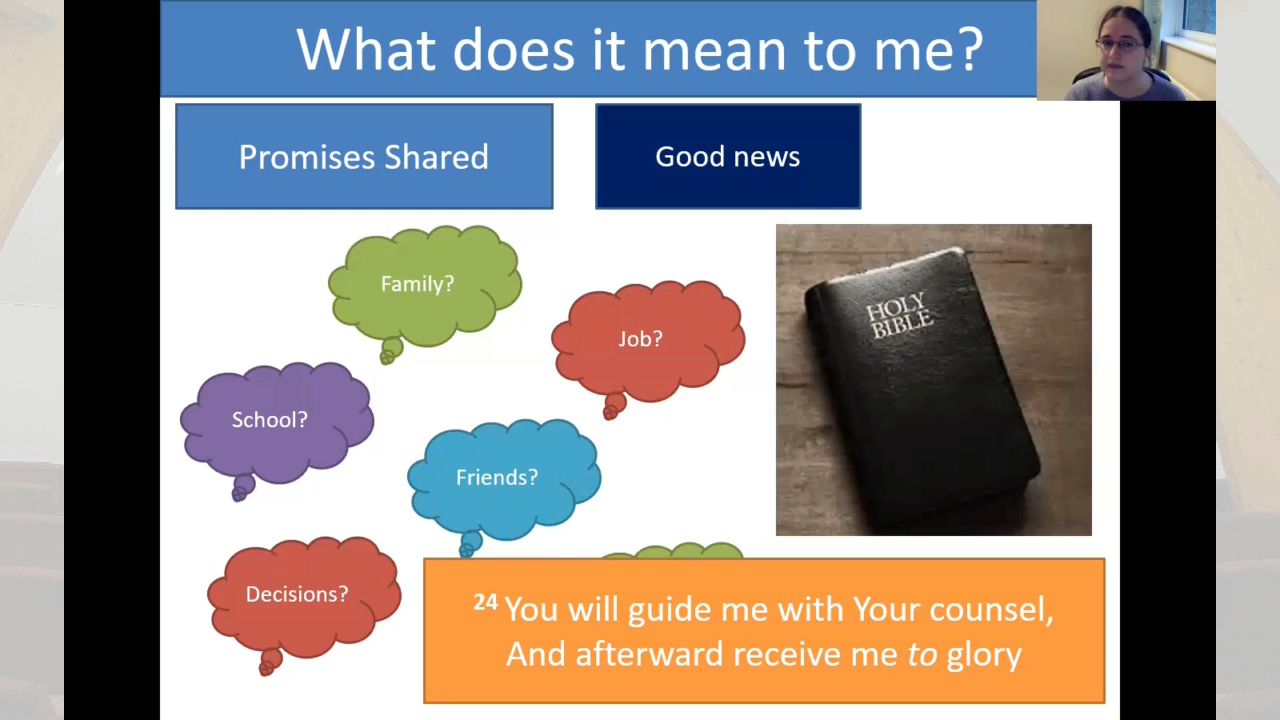 What does it mean to me?
Promises Shared
Good news
Family?
Job?
School?
Friends?
HOLY
BIBLE
Decisions?
24 You will guide me with Your counsel,
And afterward receive me to glory